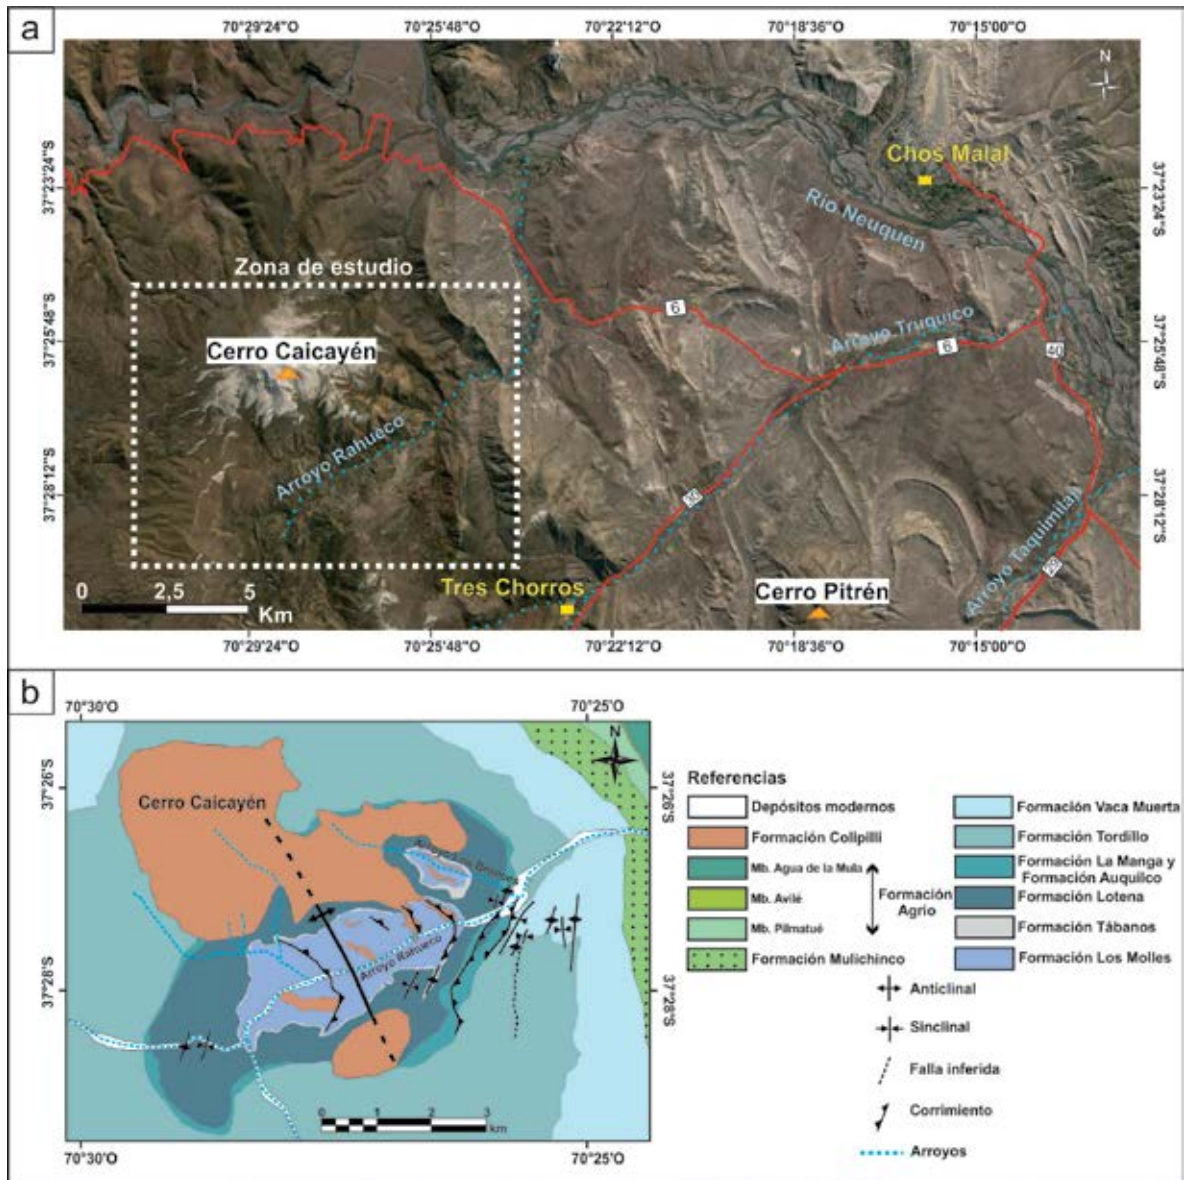 a
70°29'24"O 70°25'48"O 70°22'12"O 70°18'36"O 70°15'00"O
N
Chos Malal
37°23'24"S
37°23'24"S
Rio Neuquen
Zona de estudio
37°25'48"S
6
Arroyo Truquico
37°25'48"S
Cerro Caicayén
6
40
Arroyo Rahueco
37°28'12"S
30
37°28'12"S
Arroyo Taquimilan
Tres Chorros
Cerro Pitrén
29
0 2,5 5
Km
70°29'24"O 70°25'48"O 70°22'12"O 70°18'36"O 70°15'00"O
b
70°30'O 70°25'O
N
37°26'S
37°26'S
Cerro Caicayén
Arroyo Rahueco
37°28'S
37°28'S
0 1 2 3
km
70°30'O 70°25'O
Referencias
Depósitos modernos
Formación Collipilli
Mb. Agua de la Mula
Mb. Avilé
Mb. Pilmatué
Formación Agrio
Formación Mulichinco
Formación Vaca Muerta
Formación Tordillo
Formación La Manga y
Formación Auquilco
Formación Lotena
Formación Tábanos
Formación Los Molles
Anticlinal
Sinclinal
Falla inferida
Corrimiento
Arroyos